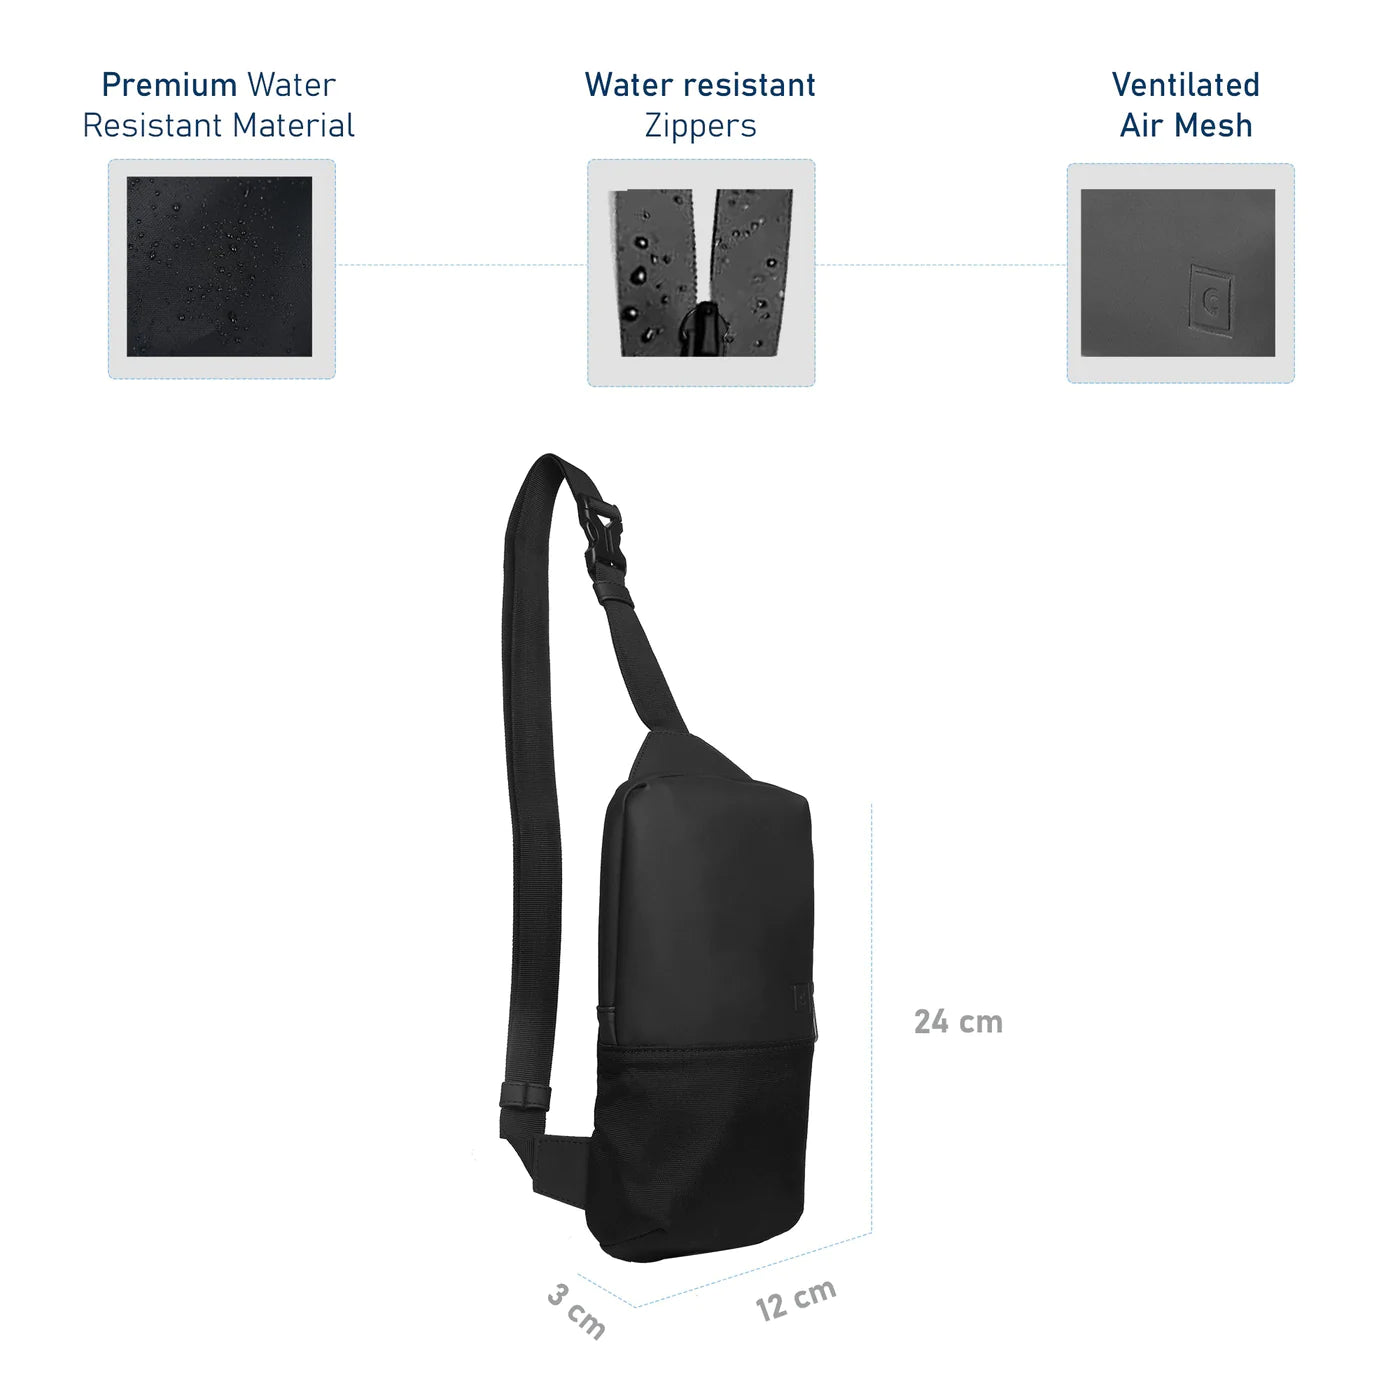 Premium Water
Resistant Material
Water resistant
Zippers
Ventilated
Air Mesh
24 cm
12 cm
3 cm